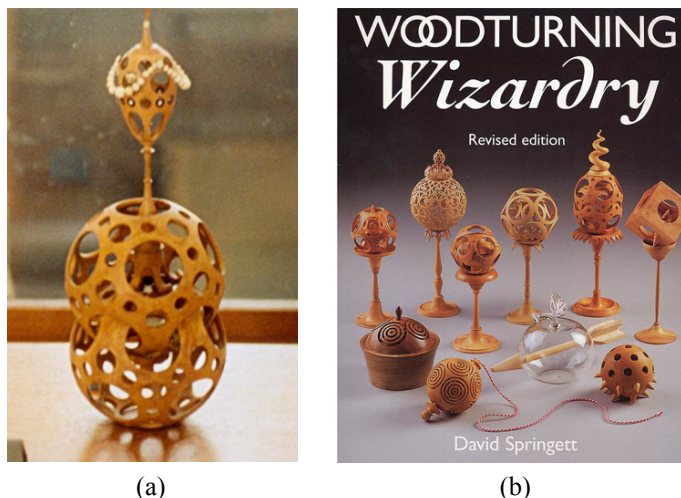 WOODTURNING
Wizardry
Revised edition
David Springett
(a)
(b)